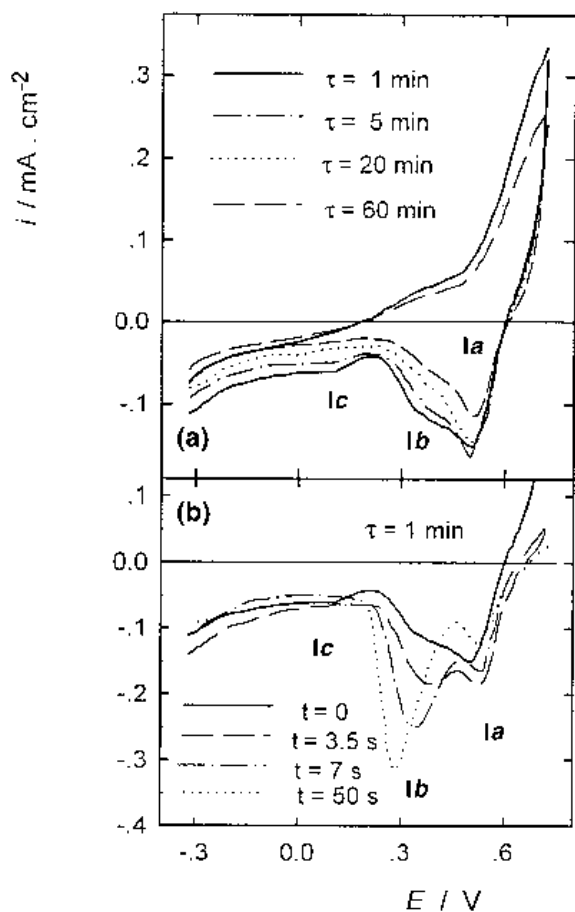 i / mA . cm-2
.3
.2
.1
0.0
-.1
τ = 1 min
τ = 5 min
τ = 20 min
τ = 60 min
Ia
Ic
Ib
(a)
(b)
τ = 1 min
.1
0.0
-.1
-.2
-.3
-.4
Ic
Ia
Ib
t = 0
t = 3.5 s
t = 7 s
t = 50 s
-.3 0.0 .3 .6
E / V